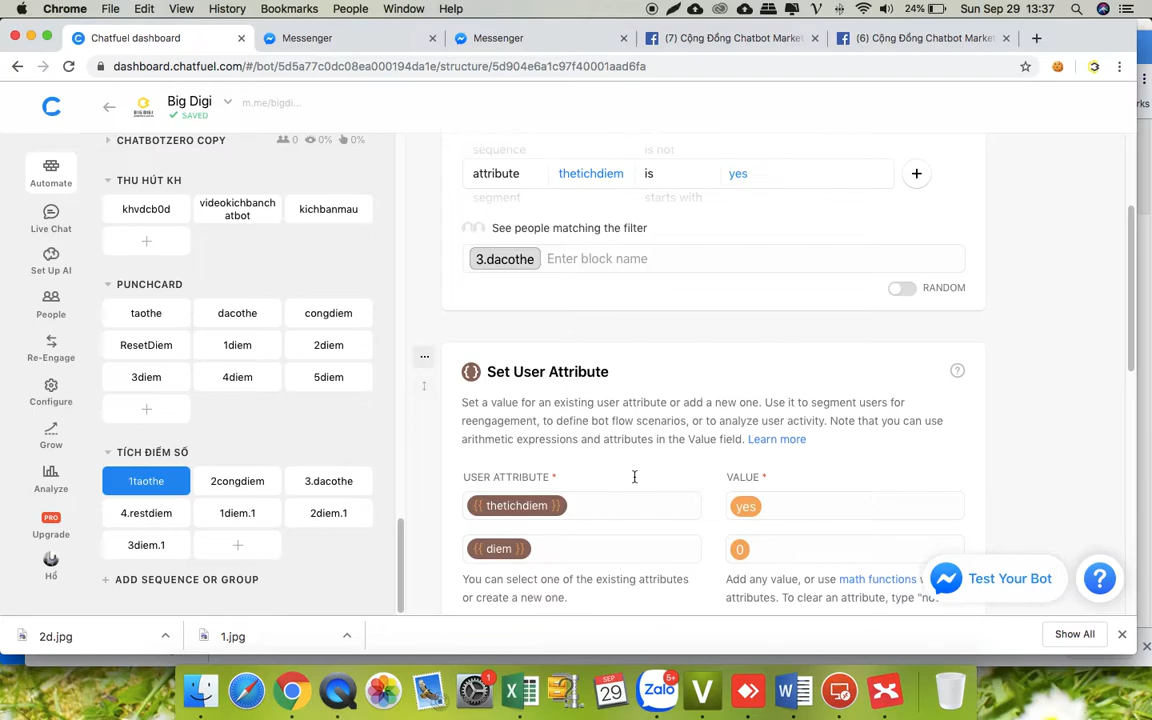 Chrome File Edit View History Bookmarks People Window Help 24% Sun Sep 29 13:37
Chatfuel dashboard Messenger Messenger (7) Cộng Đồng Chatbot Market (6) Cộng Đồng Chatbot Market
dashboard.chatfuel.com/#/bot/5d5a77c0dc08ea000194da1e/structure/5d904e6a1c97f40001aad6fa
Big Digi m.me/bigdi...
SAVED
Automate
Live Chat
Set Up AI
People
Re-Engage
Configure
Grow
Analyze
PRO
Upgrade
Hồ
CHATBOTZERO COPY 0 0% 0%
THU HÚT KH
khvdcb0d videokichbanch kichbanmau
atbot
PUNCHCARD
taothe dacothe congdiem
ResetDiem 1diem 2diem
3diem 4diem 5diem
TÍCH ĐIỂM SỐ
1taothe 2congdiem 3.dacothe
4.restdiem 1diem.1 2diem.1
3diem.1
+ ADD SEQUENCE OR GROUP
sequence is not
attribute thetichdiem is yes
segment starts with
See people matching the filter
3.dacothe Enter block name
RANDOM
Set User Attribute
Set a value for an existing user attribute or add a new one. Use it to segment users for
reengagement, to define bot flow scenarios, or to analyze user activity. Note that you can use
arithmetic expressions and attributes in the Value field. Learn more
USER ATTRIBUTE * VALUE *
{{ thetichdiem }} yes
{{ diem }} 0
You can select one of the existing attributes
or create a new one.
Add any value, or use math functions
attributes. To clear an attribute, type "no
Test Your Bot
?
2d.jpg 1.jpg Show All
1 SEP 29 Zalo 5+